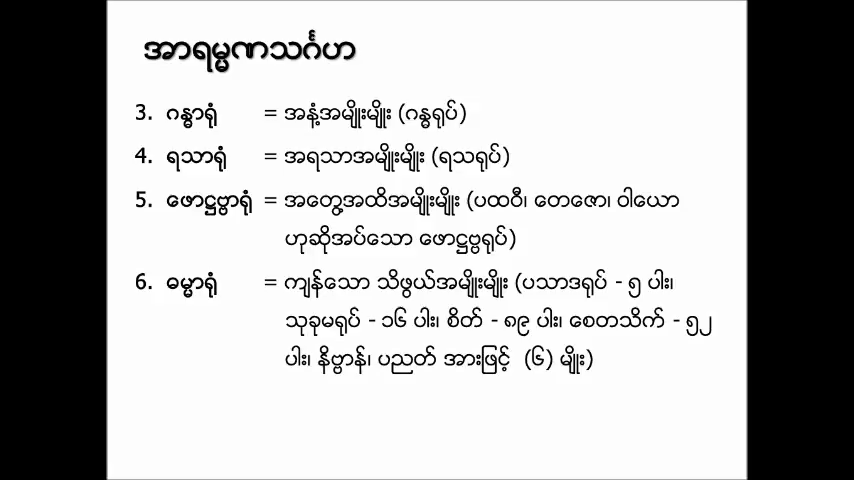 အာရမ္မဏသင်္ဂဟ
3. ဂန္ဓာရုံ = အနံ့အမျိုးမျိုး (ဂန္ဓရုပ်)
4. ရသာရုံ = အရသာအမျိုးမျိုး (ရသရုပ်)
5. ဖောဋ္ဌဗ္ဗာရုံ = အတွေ့အထိအမျိုးမျိုး (ပထဝီ၊ တေဇော၊ ဝါယော
ဟုဆိုအပ်သော ဖောဋ္ဌဗ္ဗရုပ်)
6. ဓမ္မာရုံ = ကျန်သော သိဖွယ်အမျိုးမျိုး (ပသာဒရုပ် - ၅ ပါး၊
သုခုမရုပ် - ၁၆ ပါး၊ စိတ် - ၈၉ ပါး၊ စေတသိက် - ၅၂
ပါး၊ နိဗ္ဗာန်၊ ပညတ် အားဖြင့် (၆) မျိုး)